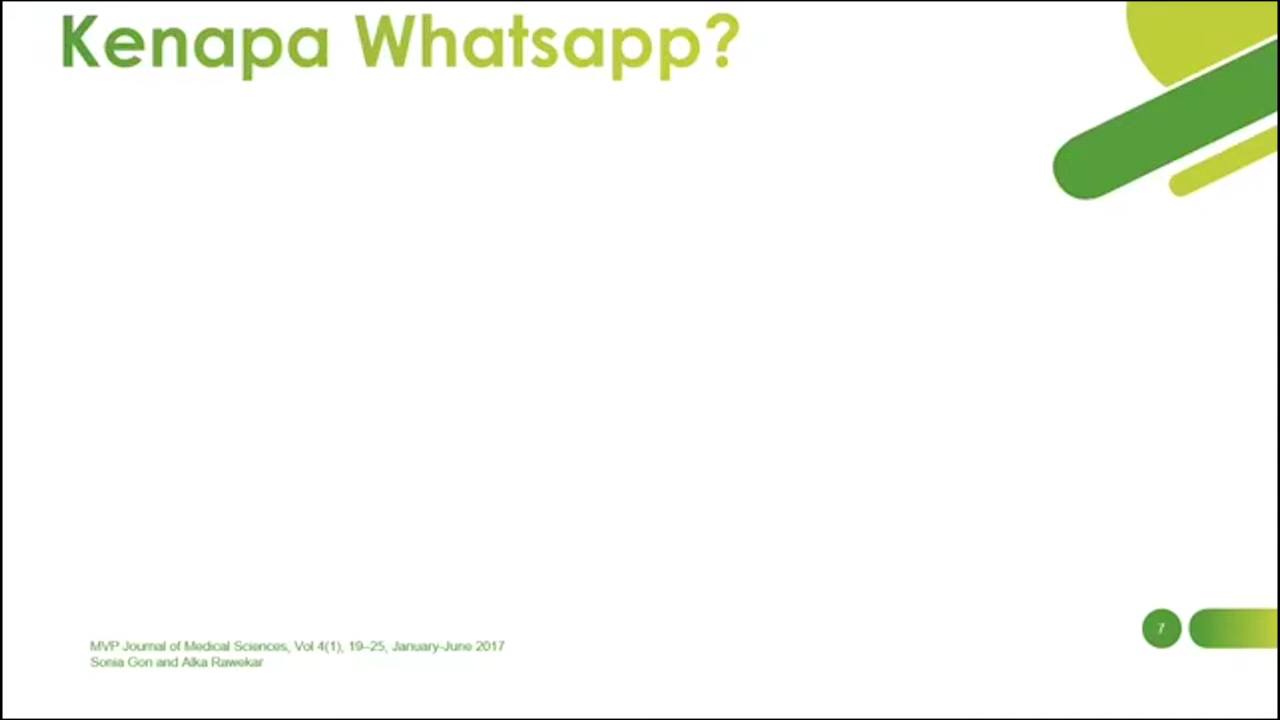 Kenapa Whatsapp?
7
MVP Journal of Medical Sciences, Vol 4(1), 19–25, January-June 2017
Sonia Gon and Alka Rawekar